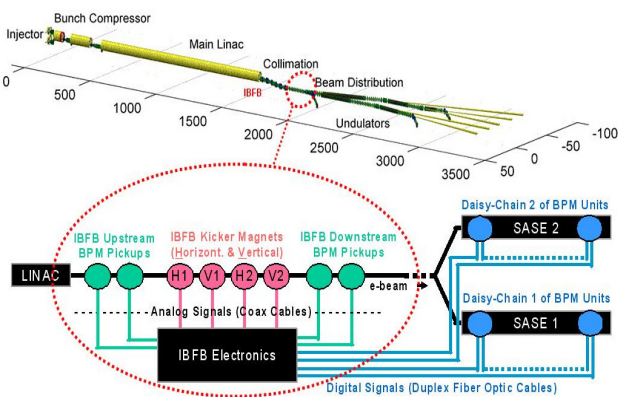 Bunch Compressor
Injector
Main Linac
Collimation
IBFB
Beam Distribution
Undulators
0
500
1000
1500
2000
2500
3000
3500
50
0
-50
-100
Daisy-Chain 2 of BPM Units
SASE 2
IBFB Upstream
BPM Pickups
IBFB Kicker Magnets
(Horizont. & Vertical)
IBFB Downstream
BPM Pickups
LINAC
H1
V1
H2
V2
e-beam
Daisy-Chain 1 of BPM Units
SASE 1
Analog Signals (Coax Cables)
IBFB Electronics
Digital Signals (Duplex Fiber Optic Cables)